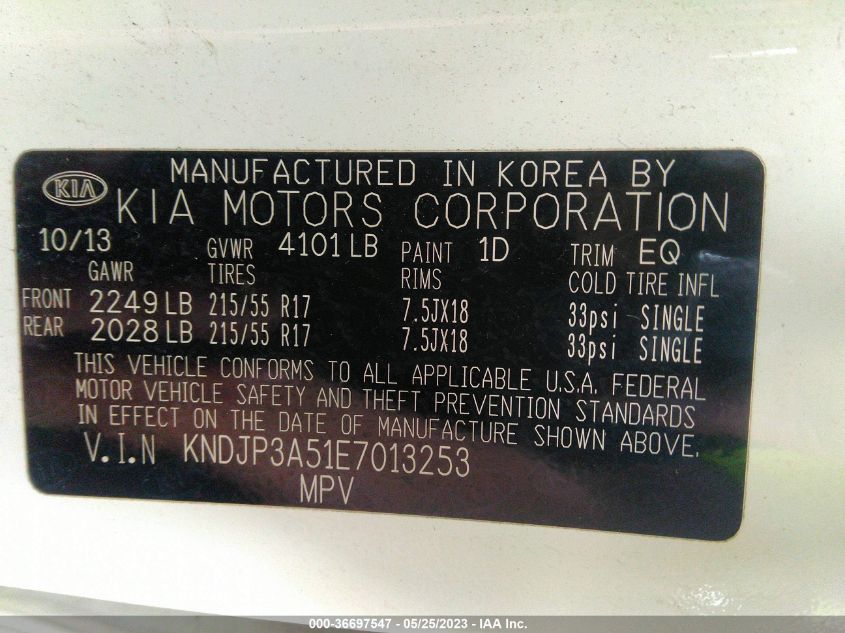 MANUFACTURED IN KOREA BY
KIA KIA MOTORS CORPORATION
10/13 GVWR 4101 LB PAINT 1D TRIM EQ
GAWR TIRES RIMS COLD TIRE INFL
FRONT 2249 LB 215/55 R17 7.5JX18 33psi SINGLE
REAR 2028 LB 215/55 R17 7.5JX18 33psi SINGLE
THIS VEHICLE CONFORMS TO ALL APPLICABLE U.S.A. FEDERAL
MOTOR VEHICLE SAFETY AND THEFT PREVENTION STANDARDS
IN EFFECT ON THE DATE OF MANUFACTURE SHOWN ABOVE.
V.I.N KNDJP3A51E7013253
MPV
000-36697547 - 05/25/2023 - IAA Inc.